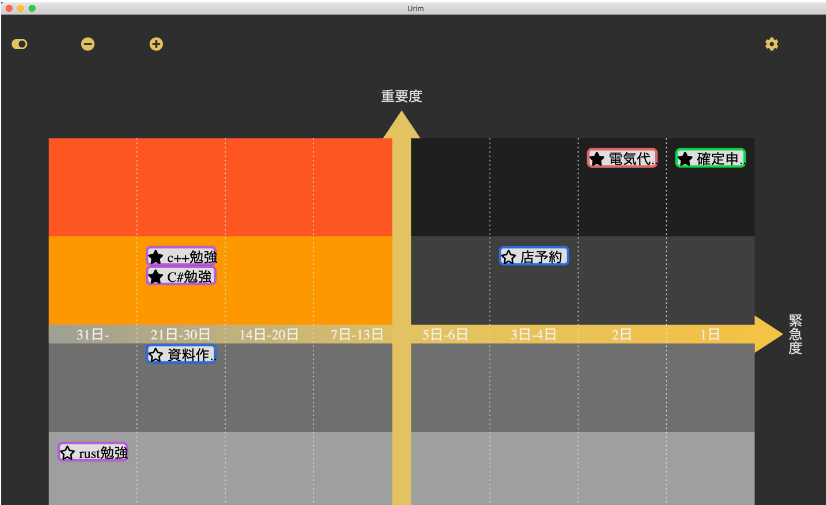 Urim
重要度
電気代..
確定申..
c++勉強
C#勉強
店予約
31日-
21日-30日
14日-20日
7日-13日
5日-6日
3日-4日
2日
1日
緊急度
資料作..
rust勉強